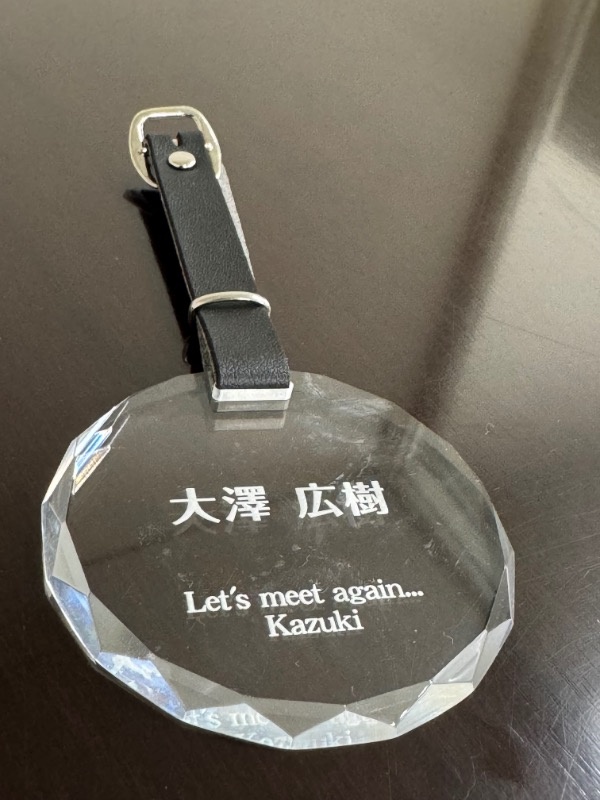 大澤 広樹
Let's meet again...
Kazuki